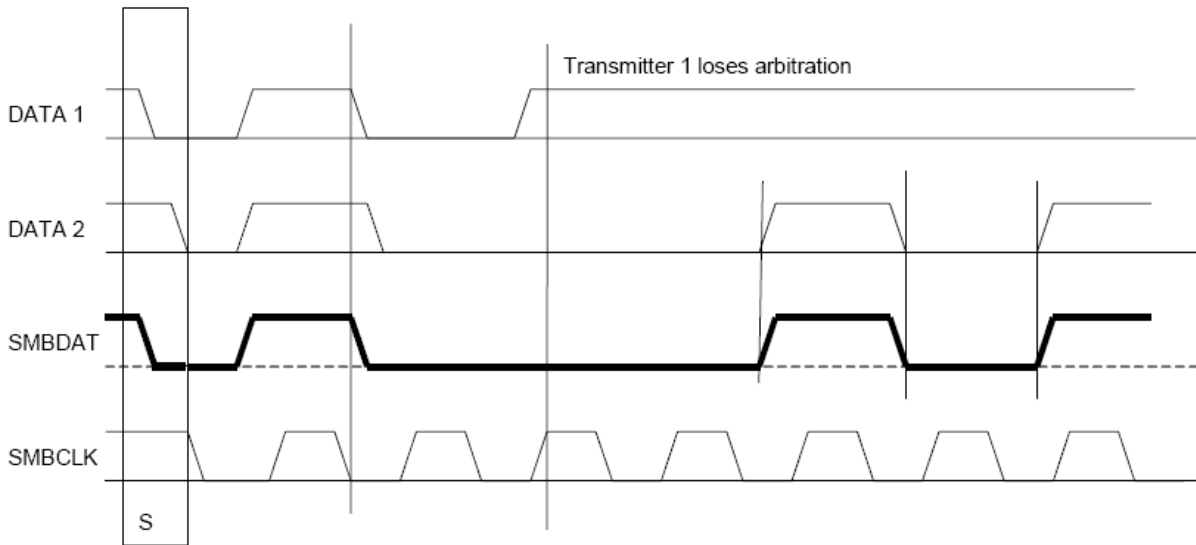 Transmitter 1 loses arbitration
DATA 1
DATA 2
SMBDAT
SMBCLK
S